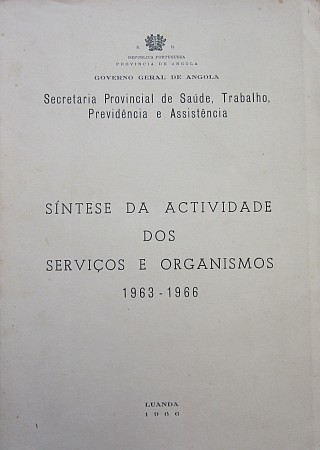 S. R.
REPÚBLICA PORTUGUESA
PROVÍNCIA DE ANGOLA
GOVERNO GERAL DE ANGOLA
Secretaria Provincial de Saúde, Trabalho,
Previdência e Assistência
SÍNTESE DA ACTIVIDADE
DOS
SERVIÇOS E ORGANISMOS
1963-1966
LUANDA
1966